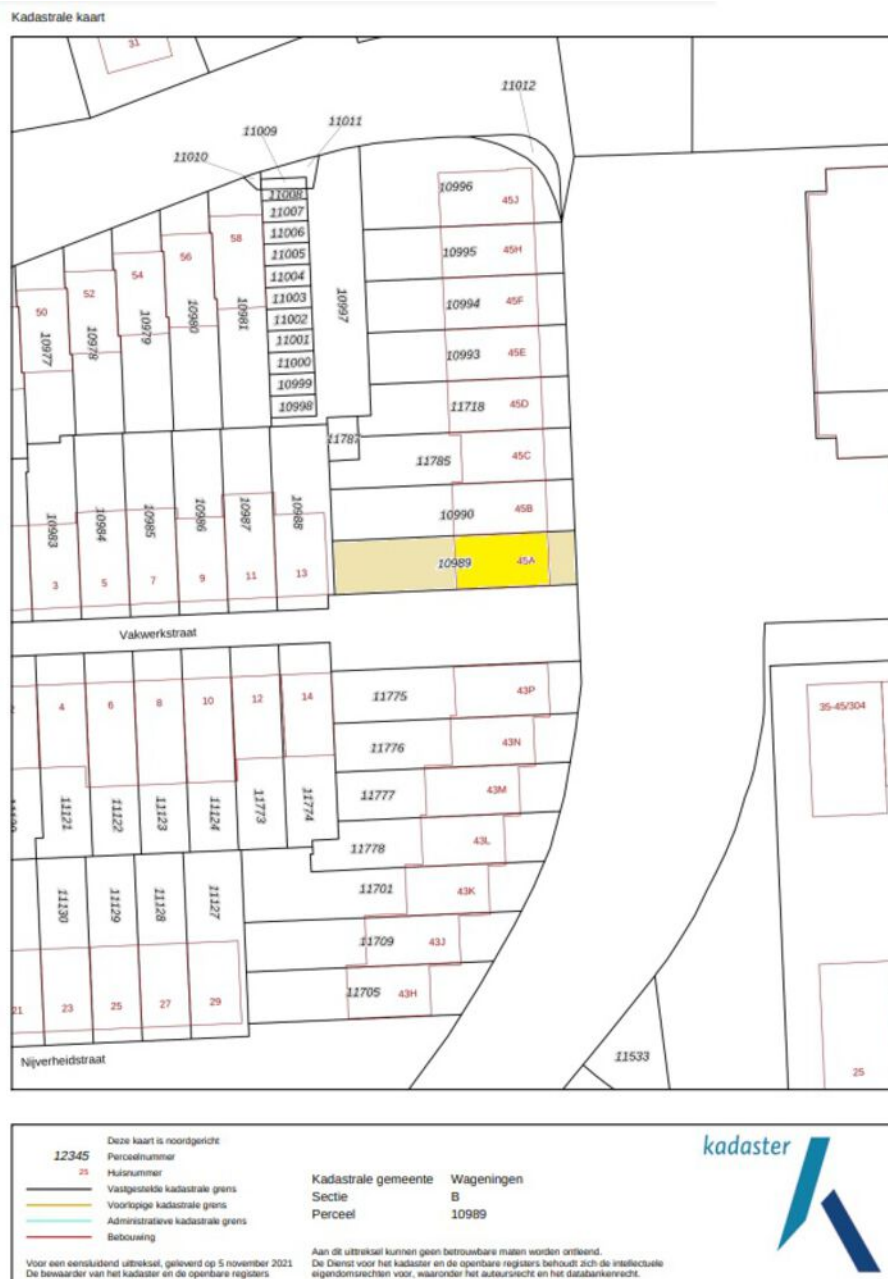 Kadastrale kaart
31
11012
11011
11009
11010
10996
45J
11008
11007
11006
11005
11004
11003
11002
11001
11000
10999
10998
10997
58
56
54
52
50
10981
10980
10979
10978
10977
10995
45H
10994
45F
10993
45E
11718
45D
11787
11785
45C
10990
45B
10989
45A
10983
10984
10985
10986
10987
10988
3
5
7
9
11
13
Vakwerkstraat
4
6
8
10
12
14
11775
43P
11776
43N
11777
43M
11778
43L
11701
43K
11709
43J
11705
43H
35-45/304
11121
11122
11123
11124
11773
11774
11130
11129
11128
11127
21
23
25
27
29
Nijverheidstraat
11533
25
Deze kaart is noordgericht
12345 Perceelnummer
25 Huisnummer
Vastgestelde kadastrale grens
Voorlopige kadastrale grens
Administratieve kadastrale grens
Bebouwing
Voor een eensluidend uittreksel, geleverd op 5 november 2021
De bewaarder van het kadaster en de openbare registers
Kadastrale gemeente Wageningen
Sectie B
Perceel 10989
Aan dit uittreksel kunnen geen betrouwbare maten worden ontleend.
De Dienst voor het kadaster en de openbare registers behoudt zich de intellectuele
eigendomsrechten voor, waaronder het auteursrecht en het databankenrecht.
kadaster